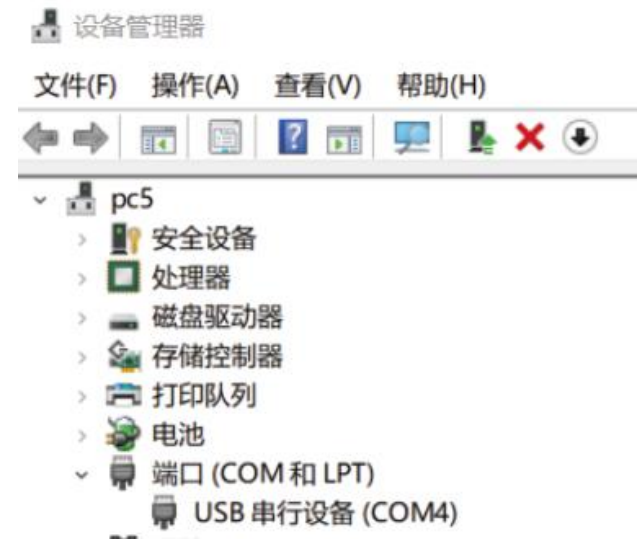 设备管理器
文件(F) 操作(A) 查看(V) 帮助(H)
pc5
安全设备
处理器
磁盘驱动器
存储控制器
打印队列
电池
端口 (COM 和 LPT)
USB 串行设备 (COM4)